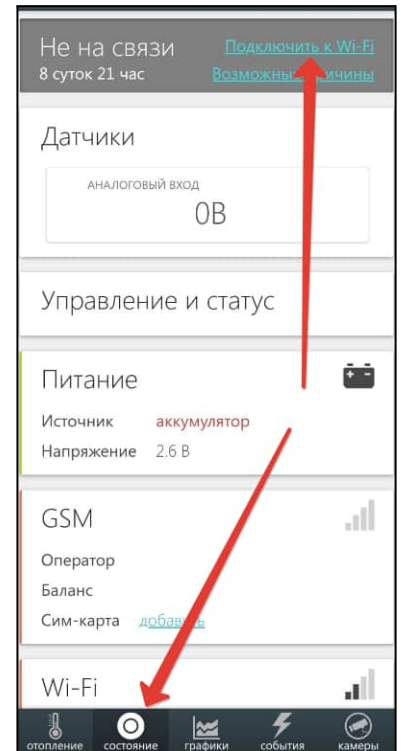 Не на связи Подключить к Wi-Fi
8 суток 21 час Возможные причины
Датчики
АНАЛОГОВЫЙ ВХОД
0В
Управление и статус
Питание
Источник аккумулятор
Напряжение 2.6 В
GSM
Оператор
Баланс
Сим-карта добавить
Wi-Fi
отопление состояние графики события камеры